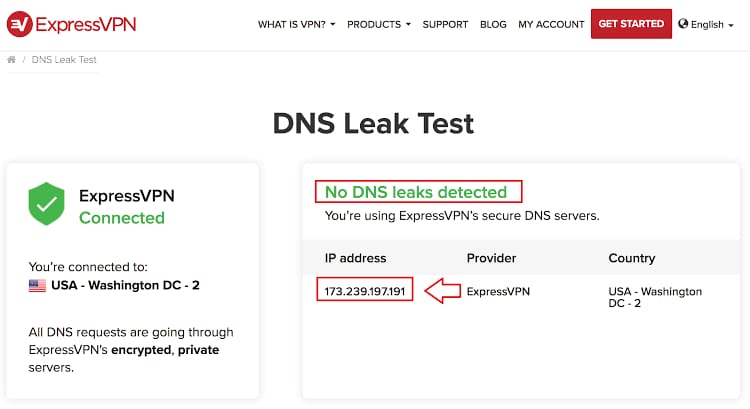 ExpressVPN
WHAT IS VPN? PRODUCTS SUPPORT BLOG MY ACCOUNT GET STARTED English
/ DNS Leak Test
DNS Leak Test
ExpressVPN
Connected
You're connected to:
USA - Washington DC - 2
All DNS requests are going through
ExpressVPN's encrypted, private
servers.
No DNS leaks detected
You're using ExpressVPN's secure DNS servers.
IP address Provider Country
173.239.197.191 ExpressVPN USA - Washington
DC - 2